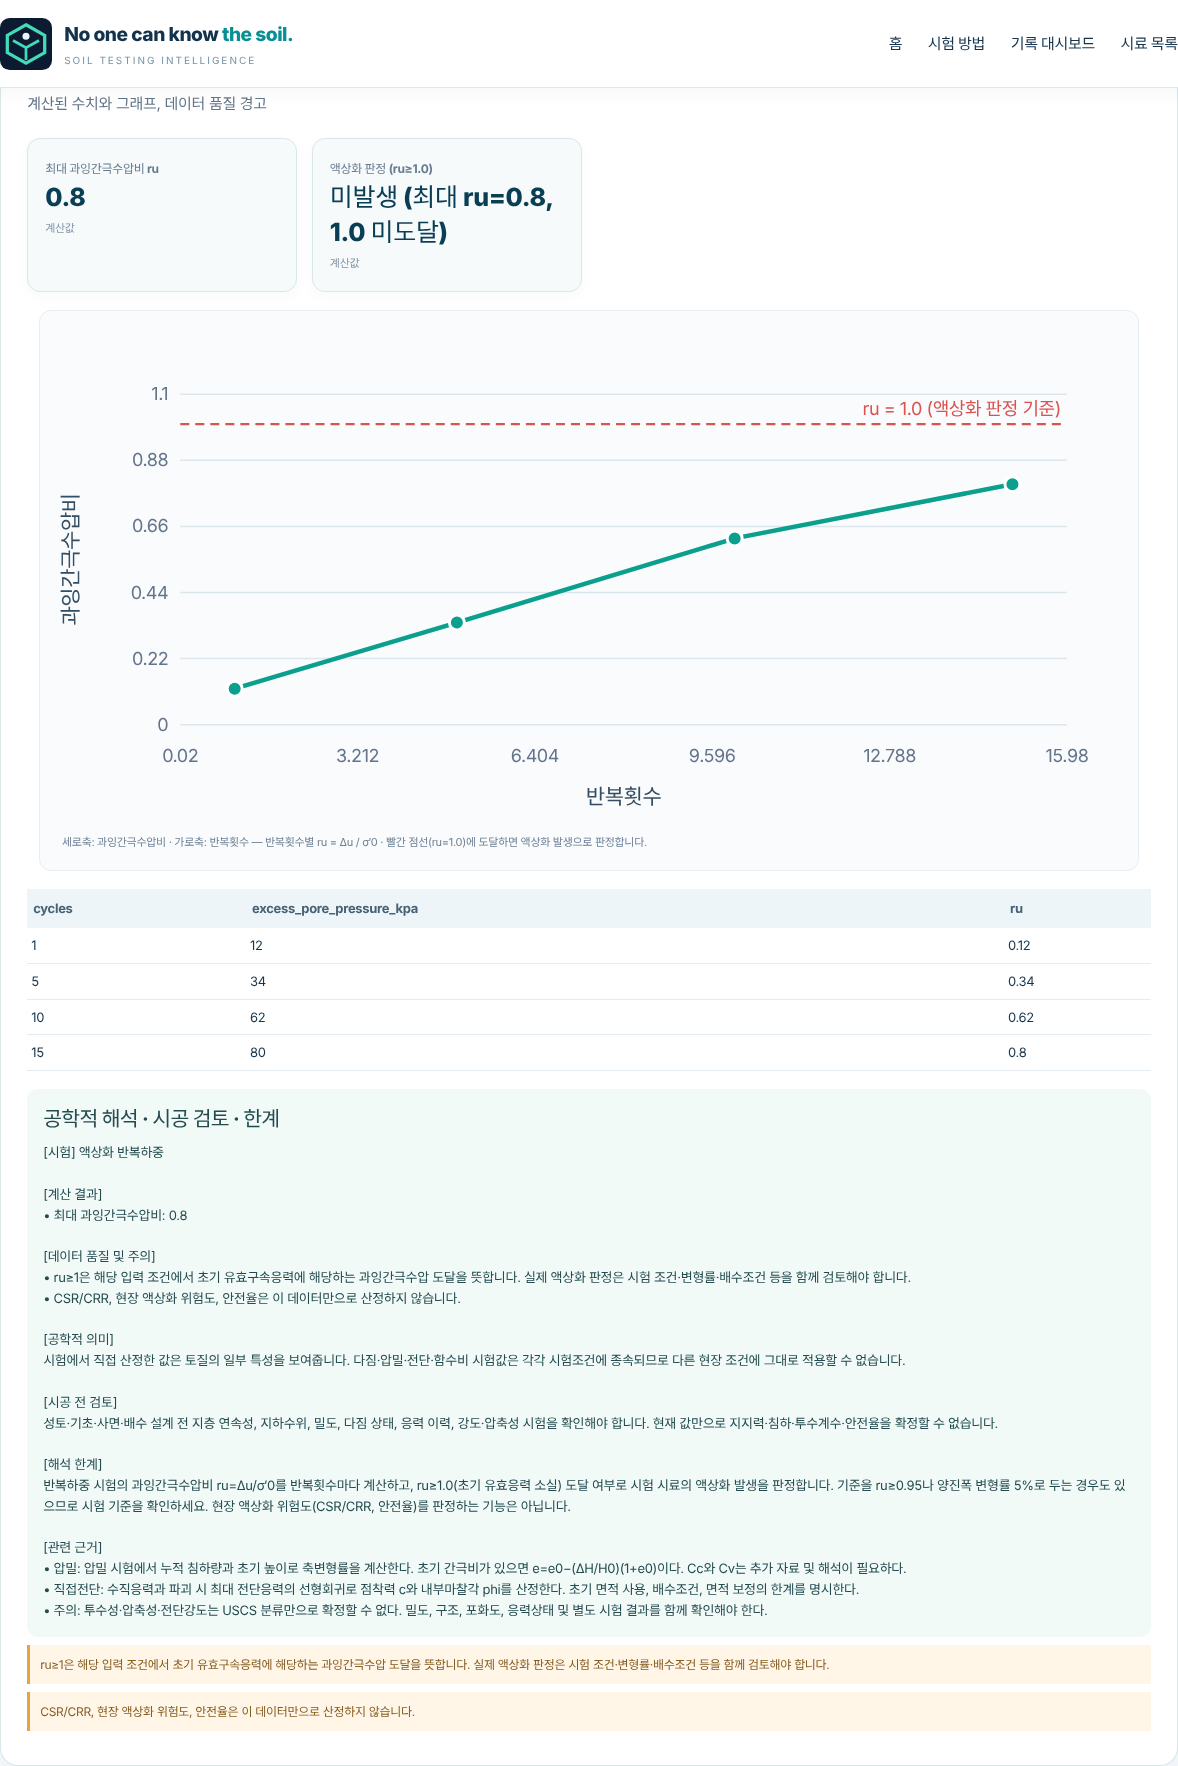 No one can know the soil.
SOIL TESTING INTELLIGENCE
홈 시험 방법 기록 대시보드 시료 목록
계산된 수치와 그래프, 데이터 품질 경고
최대 과잉간극수압비 ru
0.8
계산값
액상화 판정 (ru≥1.0)
미발생 (최대 ru=0.8,
1.0 미도달)
계산값
1.1
ru = 1.0 (액상화 판정 기준)
0.88
0.66
0.44
0.22
0
과잉간극수압비
0.02 3.212 6.404 9.596 12.788 15.98
반복횟수
세로축: 과잉간극수압비 · 가로축: 반복횟수 — 반복횟수별 ru = Δu / σ'0 · 빨간 점선(ru=1.0)에 도달하면 액상화 발생으로 판정합니다.
cycles excess_pore_pressure_kpa ru
1 12 0.12
5 34 0.34
10 62 0.62
15 80 0.8
공학적 해석 · 시공 검토 · 한계
[시험] 액상화 반복하중
[계산 결과]
• 최대 과잉간극수압비: 0.8
[데이터 품질 및 주의]
• ru≥1은 해당 입력 조건에서 초기 유효구속응력에 해당하는 과잉간극수압 도달을 뜻합니다. 실제 액상화 판정은 시험 조건·변형률·배수조건 등을 함께 검토해야 합니다.
• CSR/CRR, 현장 액상화 위험도, 안전율은 이 데이터만으로 산정하지 않습니다.
[공학적 의미]
시험에서 직접 산정한 값은 토질의 일부 특성을 보여줍니다. 다짐·압밀·전단·함수비 시험값은 각각 시험조건에 종속되므로 다른 현장 조건에 그대로 적용할 수 없습니다.
[시공 전 검토]
성토·기초·사면·배수 설계 전 지층 연속성, 지하수위, 밀도, 다짐 상태, 응력 이력, 강도·압축성 시험을 확인해야 합니다. 현재 값만으로 지지력·침하·투수계수·안전율을 확정할 수 없습니다.
[해석 한계]
반복하중 시험의 과잉간극수압비 ru=Δu/σ'0를 반복횟수마다 계산하고, ru≥1.0(초기 유효응력 소실) 도달 여부로 시험 시료의 액상화 발생을 판정합니다. 기준을 ru≥0.95나 양진폭 변형률 5%로 두는 경우도 있
으므로 시험 기준을 확인하세요. 현장 액상화 위험도(CSR/CRR, 안전율)를 판정하는 기능은 아닙니다.
[관련 근거]
• 압밀: 압밀 시험에서 누적 침하량과 초기 높이로 축변형률을 계산한다. 초기 간극비가 있으면 e=e0−(ΔH/H0)(1+e0)이다. Cc와 Cv는 추가 자료 및 해석이 필요하다.
• 직접전단: 수직응력과 파괴 시 최대 전단응력의 선형회귀로 점착력 c와 내부마찰각 phi를 산정한다. 초기 면적 사용, 배수조건, 면적 보정의 한계를 명시한다.
• 주의: 투수성·압축성·전단강도는 USCS 분류만으로 확정할 수 없다. 밀도, 구조, 포화도, 응력상태 및 별도 시험 결과를 함께 확인해야 한다.
ru≥1은 해당 입력 조건에서 초기 유효구속응력에 해당하는 과잉간극수압 도달을 뜻합니다. 실제 액상화 판정은 시험 조건·변형률·배수조건 등을 함께 검토해야 합니다.
CSR/CRR, 현장 액상화 위험도, 안전율은 이 데이터만으로 산정하지 않습니다.